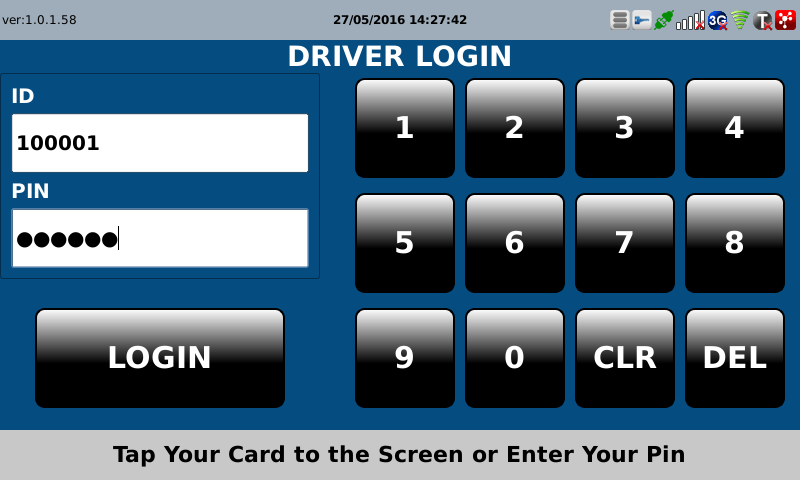 ver:1.0.1.58
27/05/2016 14:27:42
3G
T
DRIVER LOGIN
ID
100001
PIN
●●●●●●
1 2 3 4
5 6 7 8
LOGIN
9 0 CLR DEL
Tap Your Card to the Screen or Enter Your Pin